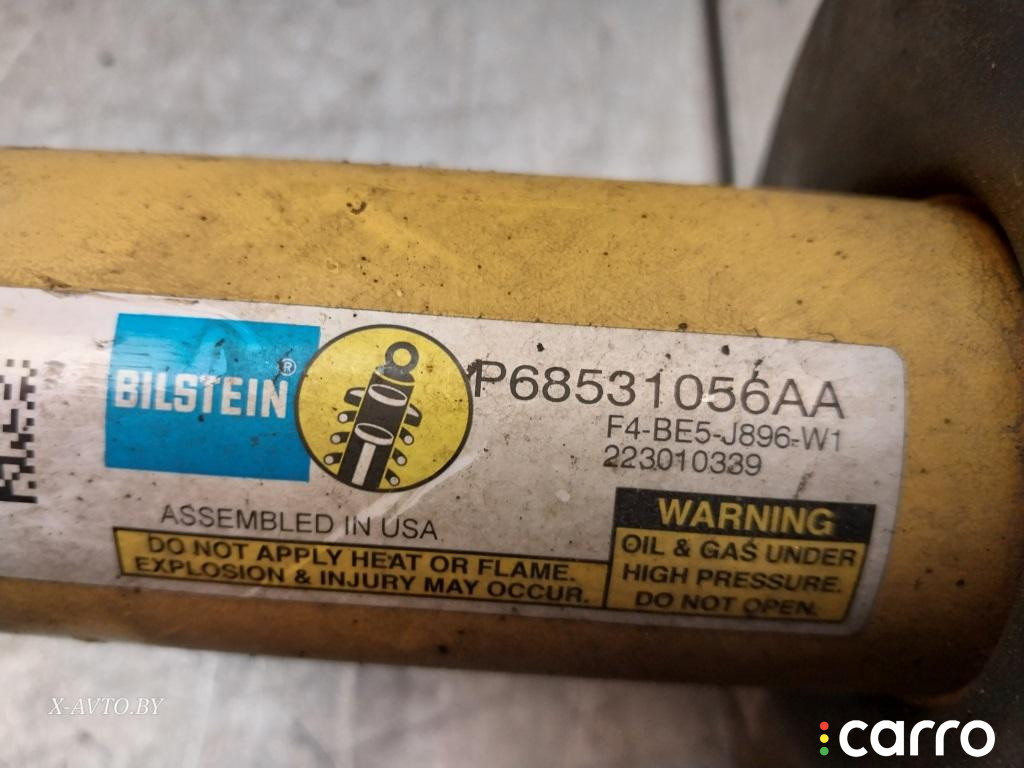 BILSTEIN®
P68531056AA
F4-BE5-J896-W1
223010339
ASSEMBLED IN USA
DO NOT APPLY HEAT OR FLAME.
EXPLOSION & INJURY MAY OCCUR.
WARNING
OIL & GAS UNDER
HIGH PRESSURE.
DO NOT OPEN.
X-AVTO.BY
carro